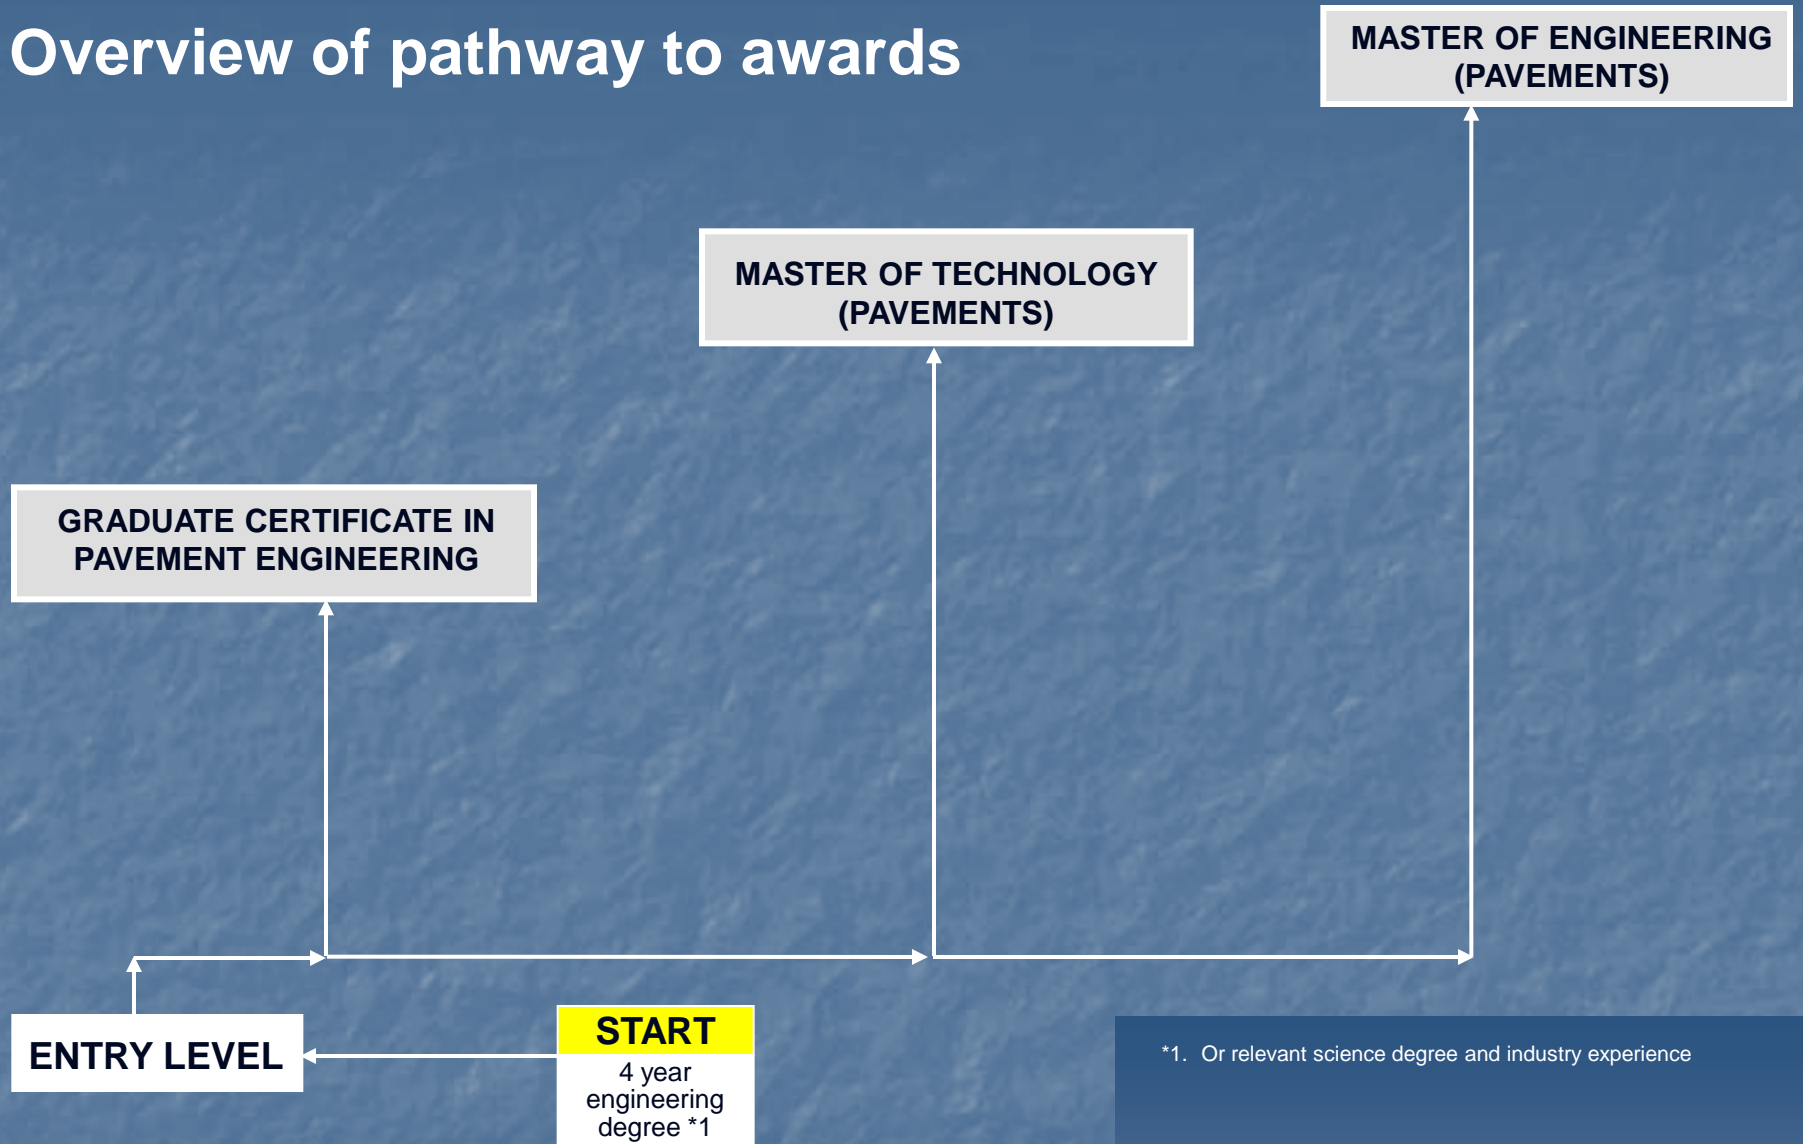 Overview of pathway to awards
MASTER OF ENGINEERING
(PAVEMENTS)
MASTER OF TECHNOLOGY
(PAVEMENTS)
GRADUATE CERTIFICATE IN
PAVEMENT ENGINEERING
ENTRY LEVEL
START
4 year
engineering
degree *1
*1. Or relevant science degree and industry experience